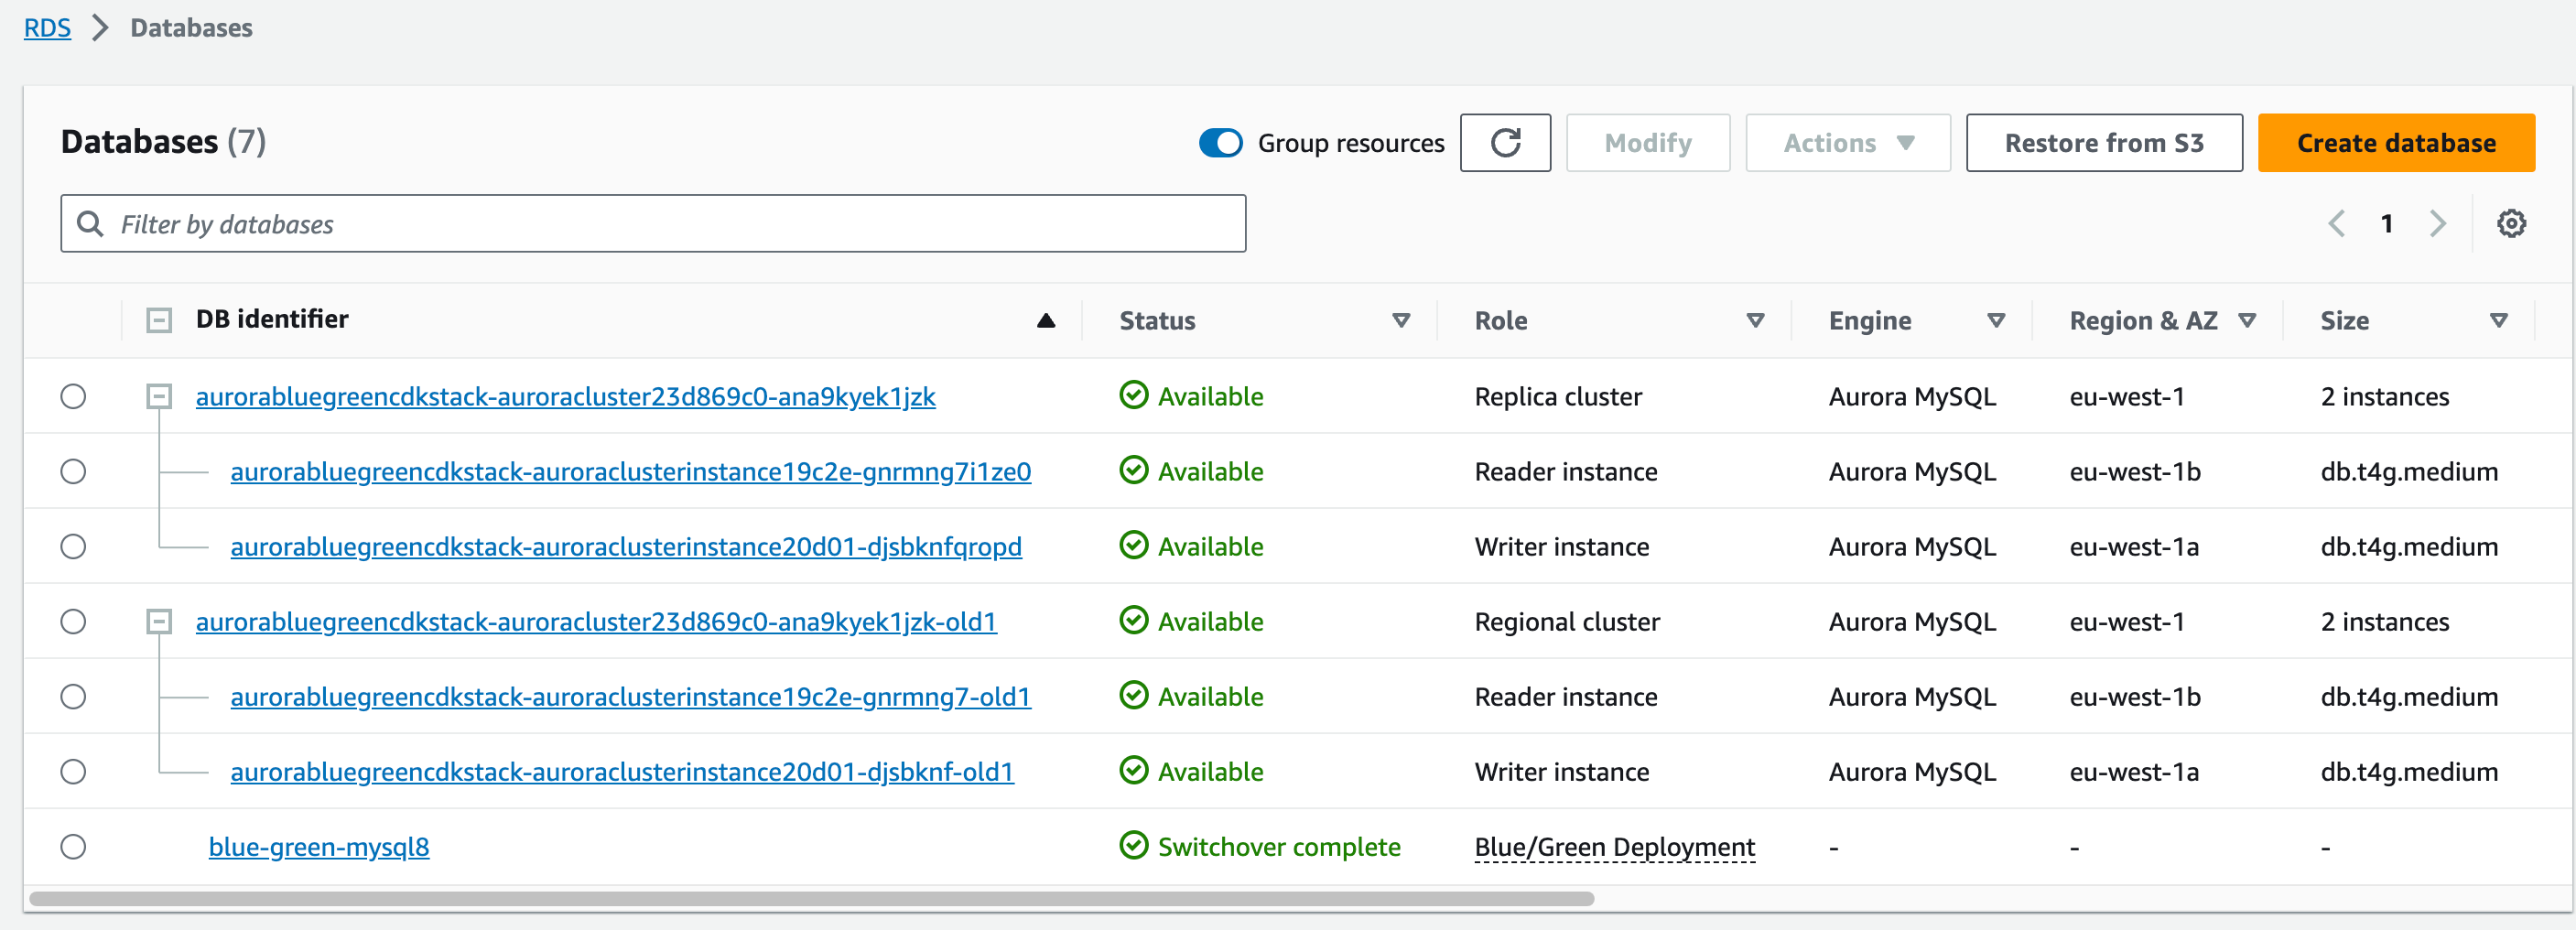 RDS > Databases
Databases (7) Group resources Modify Actions Restore from S3 Create database
Filter by databases 1
DB identifier Status Role Engine Region & AZ Size
aurorabluegreencdkstack-auroracluster23d869c0-ana9kyek1jzk Available Replica cluster Aurora MySQL eu-west-1 2 instances
aurorabluegreencdkstack-auroraclusterinstance19c2e-gnrmng7i1ze0 Available Reader instance Aurora MySQL eu-west-1b db.t4g.medium
aurorabluegreencdkstack-auroraclusterinstance20d01-djsbknfqropd Available Writer instance Aurora MySQL eu-west-1a db.t4g.medium
aurorabluegreencdkstack-auroracluster23d869c0-ana9kyek1jzk-old1 Available Regional cluster Aurora MySQL eu-west-1 2 instances
aurorabluegreencdkstack-auroraclusterinstance19c2e-gnrmng7-old1 Available Reader instance Aurora MySQL eu-west-1b db.t4g.medium
aurorabluegreencdkstack-auroraclusterinstance20d01-djsbknf-old1 Available Writer instance Aurora MySQL eu-west-1a db.t4g.medium
blue-green-mysql8 Switchover complete Blue/Green Deployment - - -